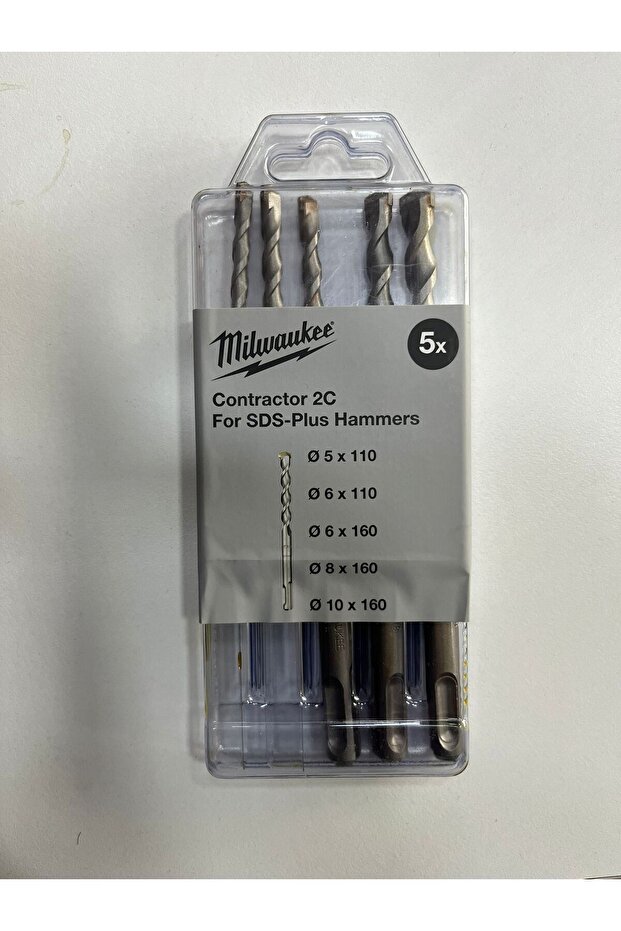 Milwaukee®
5x
Contractor 2C
For SDS-Plus Hammers
Ø 5 x 110
Ø 6 x 110
Ø 6 x 160
Ø 8 x 160
Ø 10 x 160